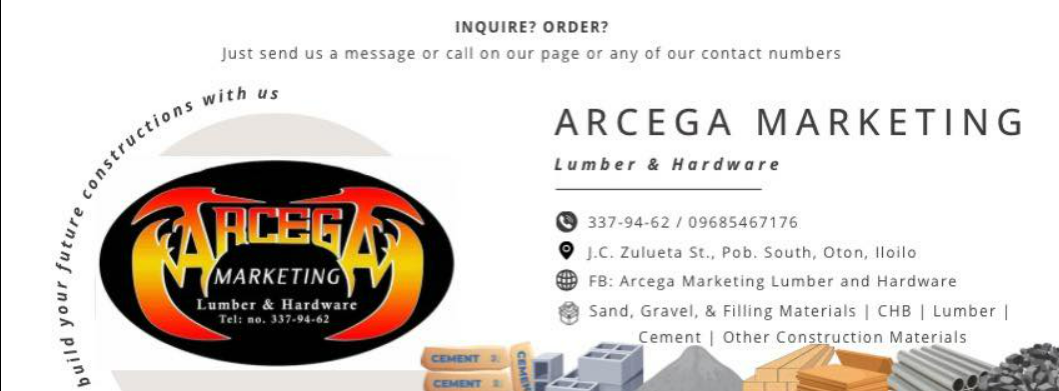 INQUIRE? ORDER?
Just send us a message or call on our page or any of our contact numbers
build your future constructions with us
ARCEGA
MARKETING
Lumber & Hardware
Tel: no. 337-94-62
ARCEGA MARKETING
Lumber & Hardware
337-94-62 / 09685467176
J.C. Zulueta St., Pob. South, Oton, Iloilo
FB: Arcega Marketing Lumber and Hardware
Sand, Gravel, & Filling Materials | CHB | Lumber |
Cement | Other Construction Materials
CEMENT
CEMENT
CEMENT